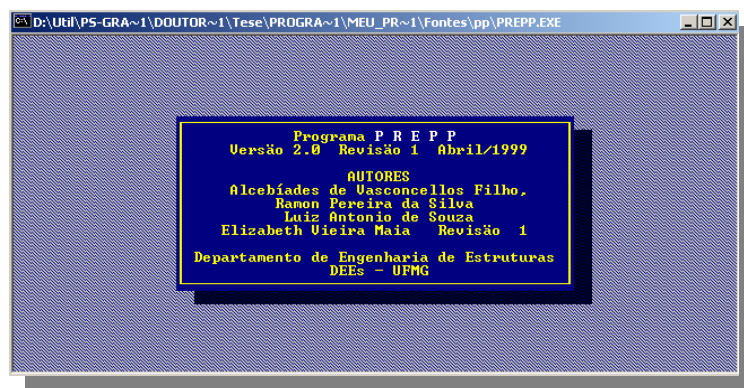 D:\Util\PS-GRA~1\DOUTOR~1\Tese\PROGRA~1\MEU_PR~1\Fontes\pp\PREPP.EXE
Programa P R E P P
Versão 2.0 Revisão 1 Abril/1999
AUTORES
Alcebíades de Vasconcellos Filho,
Ramon Pereira da Silva
Luiz Antonio de Souza
Elizabeth Vieira Maia Revisão 1
Departamento de Engenharia de Estruturas
DEEs - UFMG